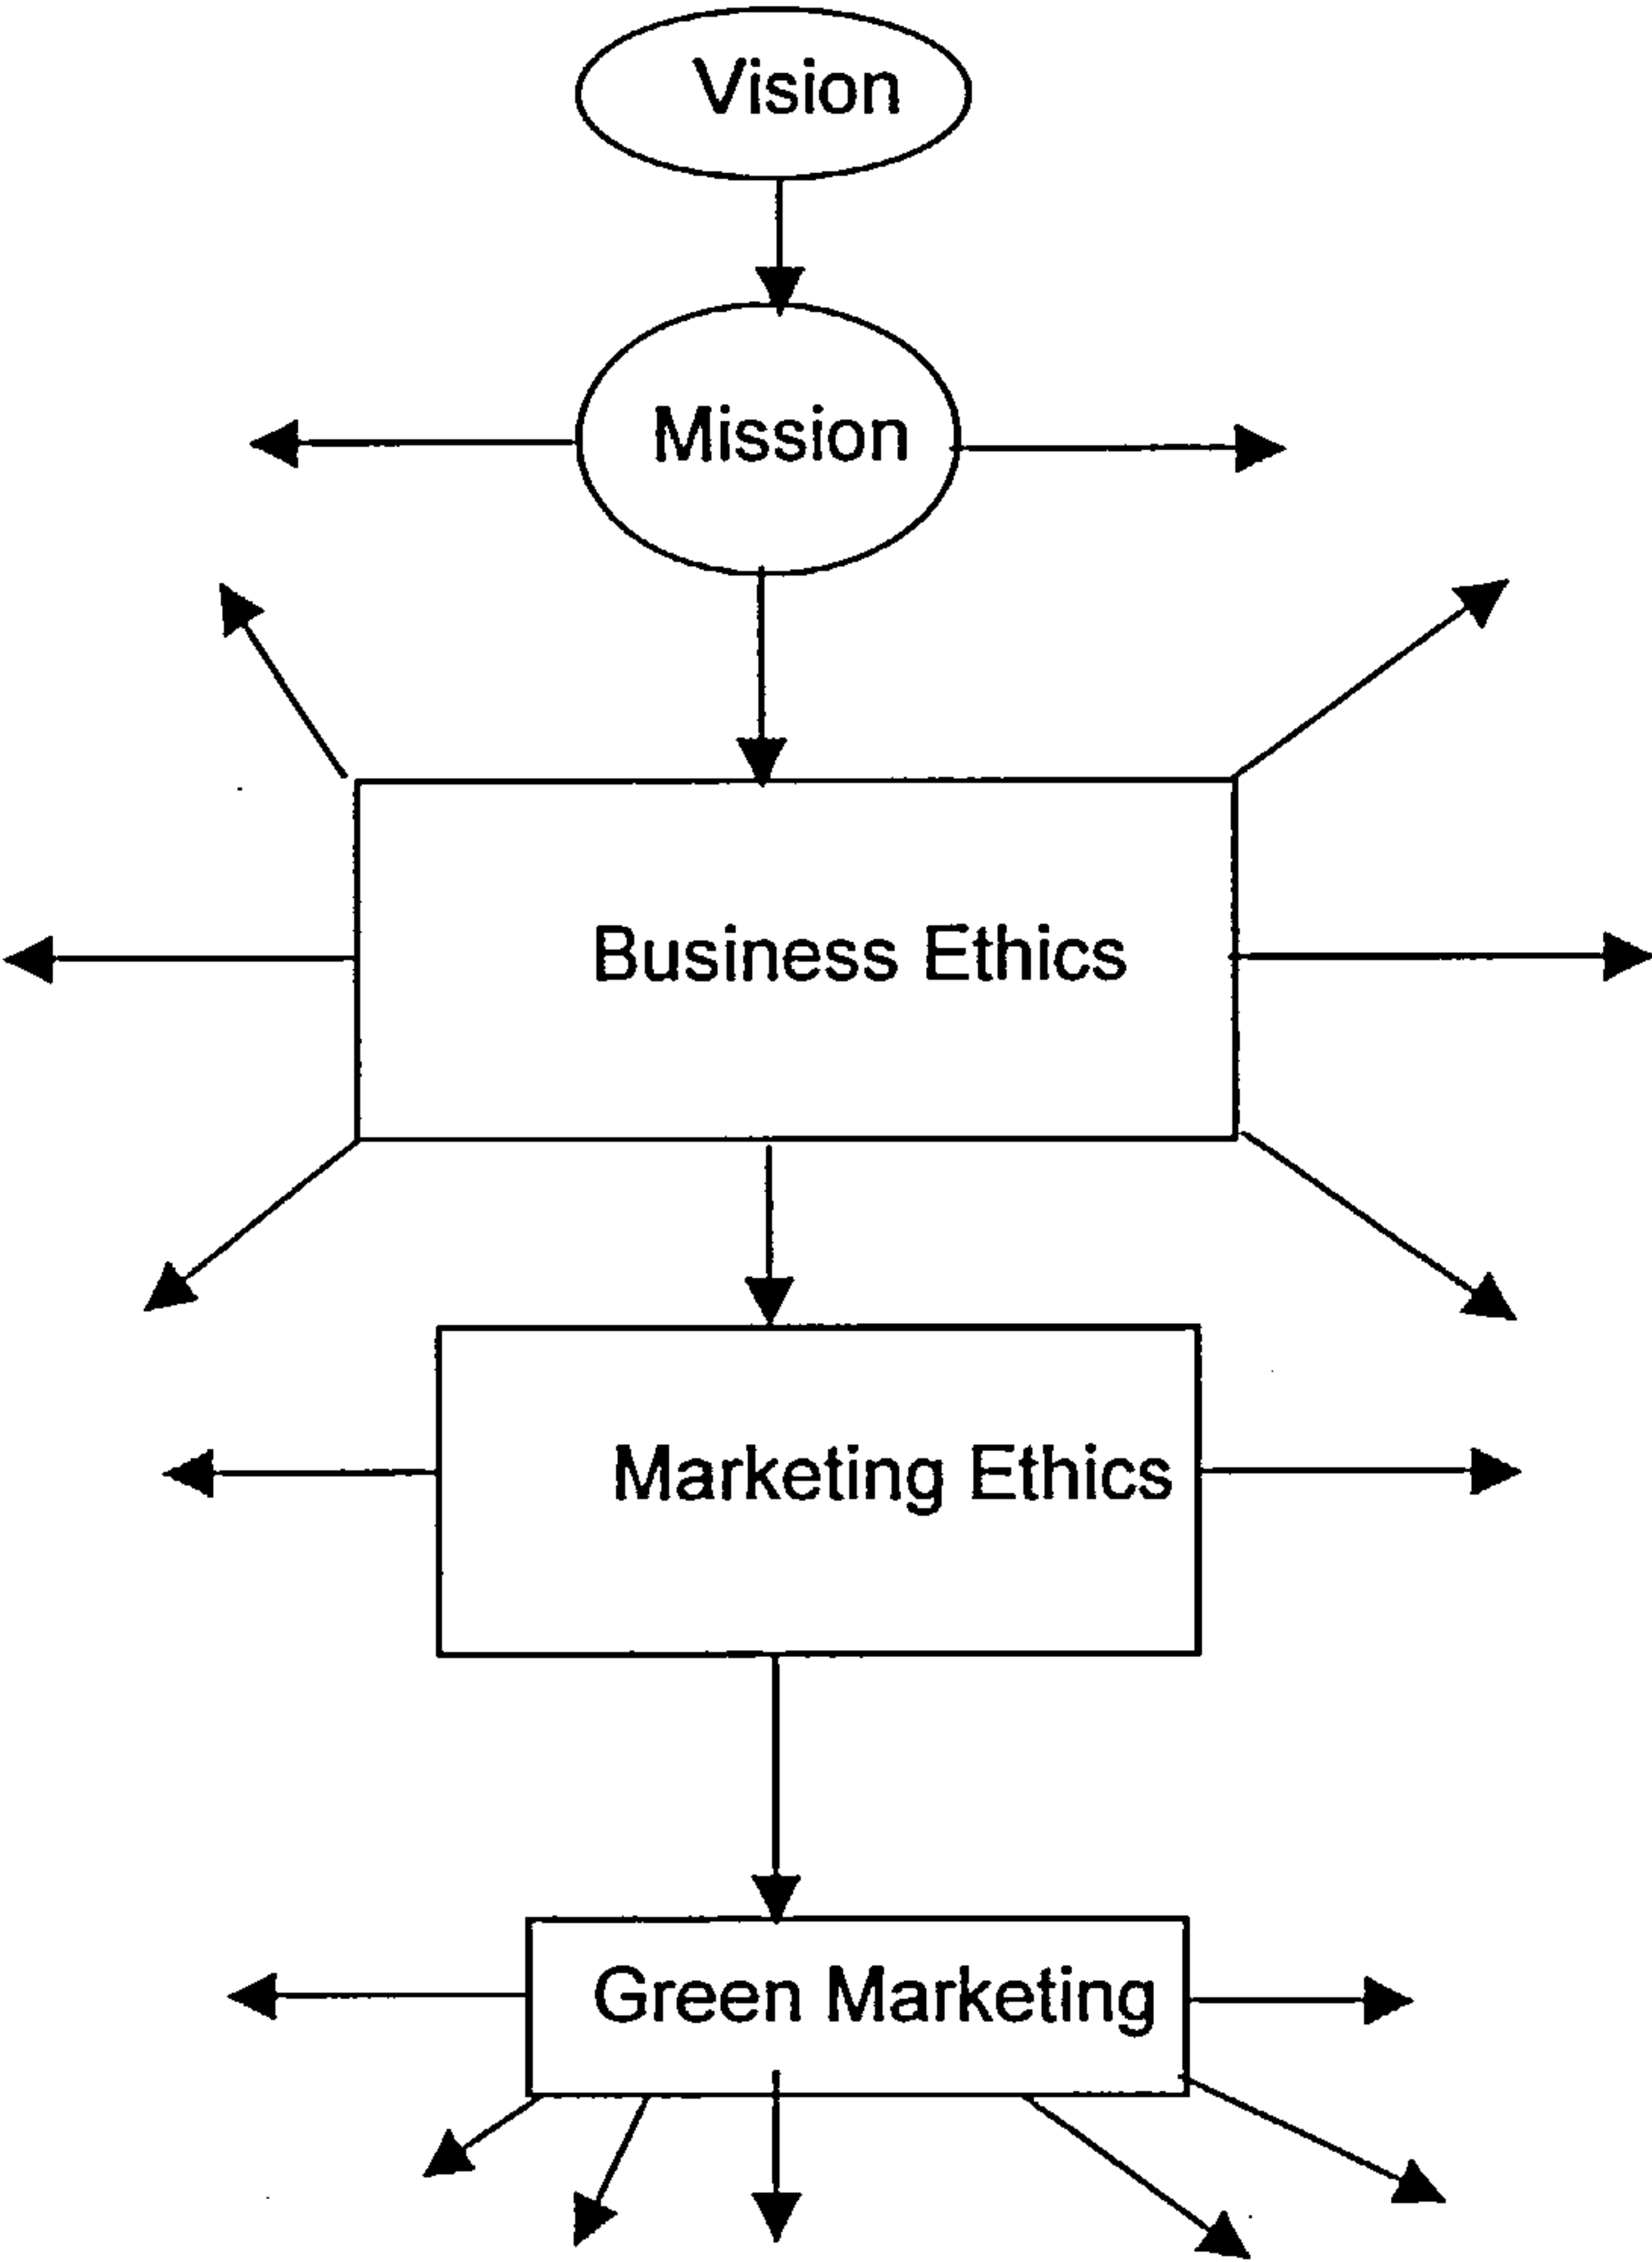 Vision
Mission
Business Ethics
Marketing Ethics
Green Marketing